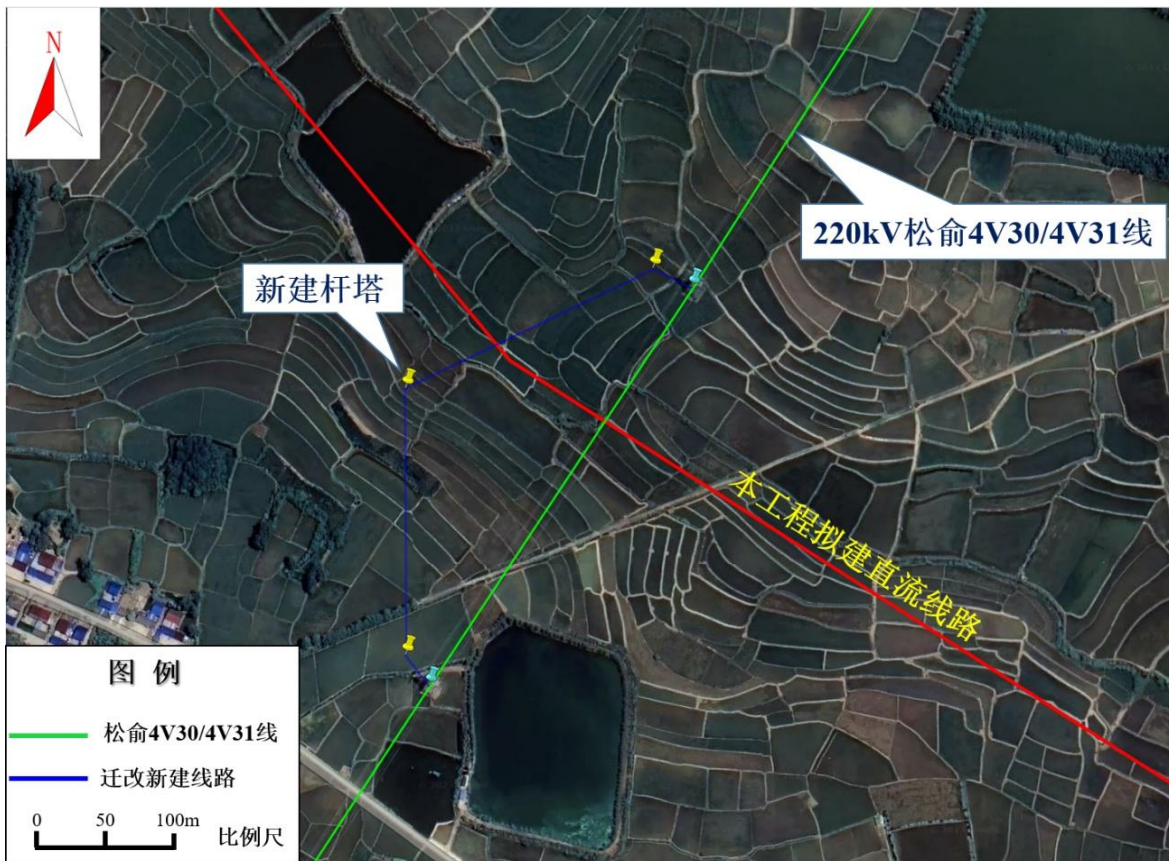 N
220kV松俞4V30/4V31线
新建杆塔
本工程拟建直流线路
图 例
松俞4V30/4V31线
迁改新建线路
0 50 100m 比例尺